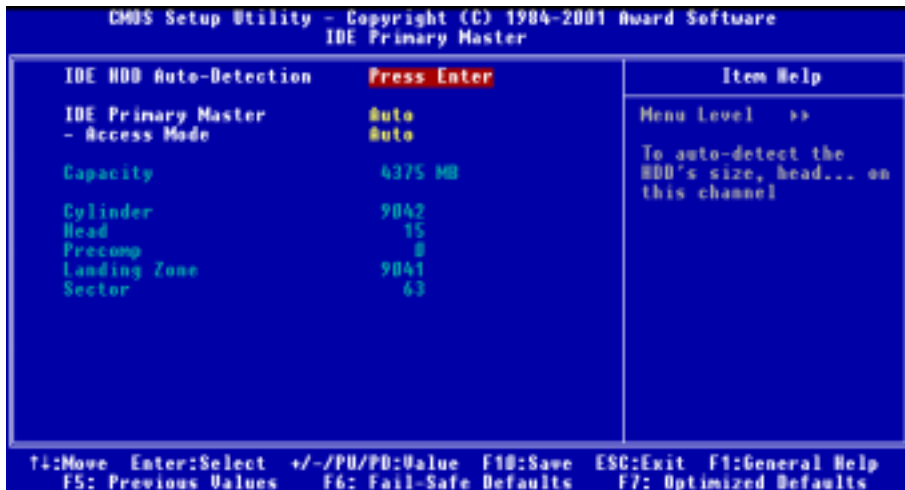 CMOS Setup Utility - Copyright (C) 1984-2001 Award Software
IDE Primary Master
IDE HDD Auto-Detection Press Enter
IDE Primary Master Auto
- Access Mode Auto
Capacity 4375 MB
Cylinder 9042
Head 15
Precomp 0
Landing Zone 9041
Sector 63
Item Help
Menu Level >>
To auto-detect the
HDD's size, head... on
this channel
↑↓:Move Enter:Select +/-/PU/PD:Value F10:Save ESC:Exit F1:General Help
F5: Previous Values F6: Fail-Safe Defaults F7: Optimized Defaults